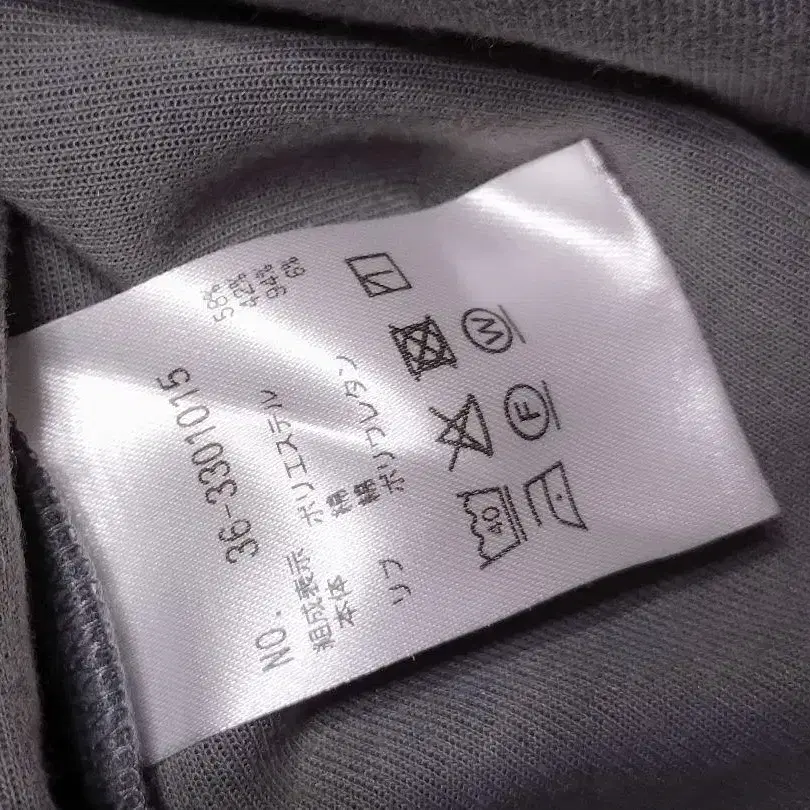 NO. 36-3301015
組成表示
本体 ポリエステル 58%
綿 42%
リブ 綿 94%
ポリウレタン 6%
40
F
W